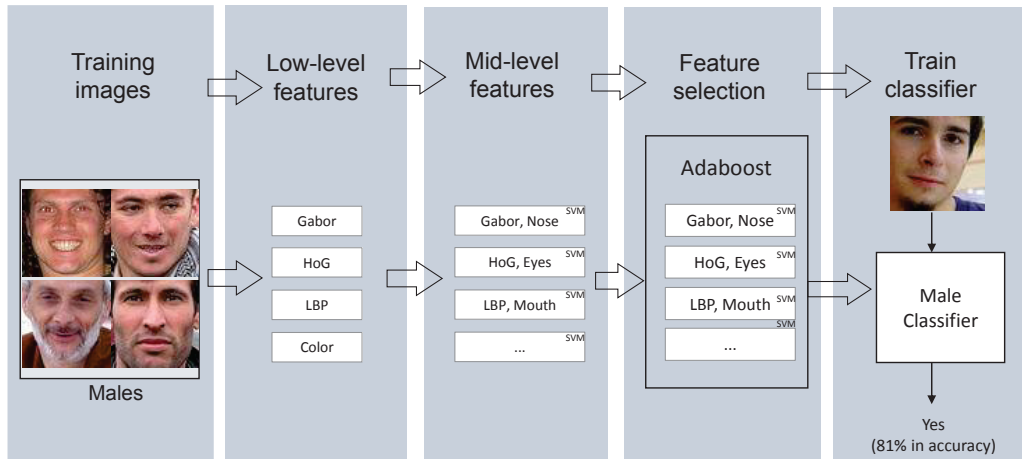 Training
images
Low-level
features
Mid-level
features
Feature
selection
Train
classifier
Males
Gabor
HoG
LBP
Color
Gabor, Nose SVM
HoG, Eyes SVM
LBP, Mouth SVM
... SVM
Adaboost
Gabor, Nose SVM
HoG, Eyes SVM
LBP, Mouth SVM
SVM
...
Male
Classifier
Yes
(81% in accuracy)